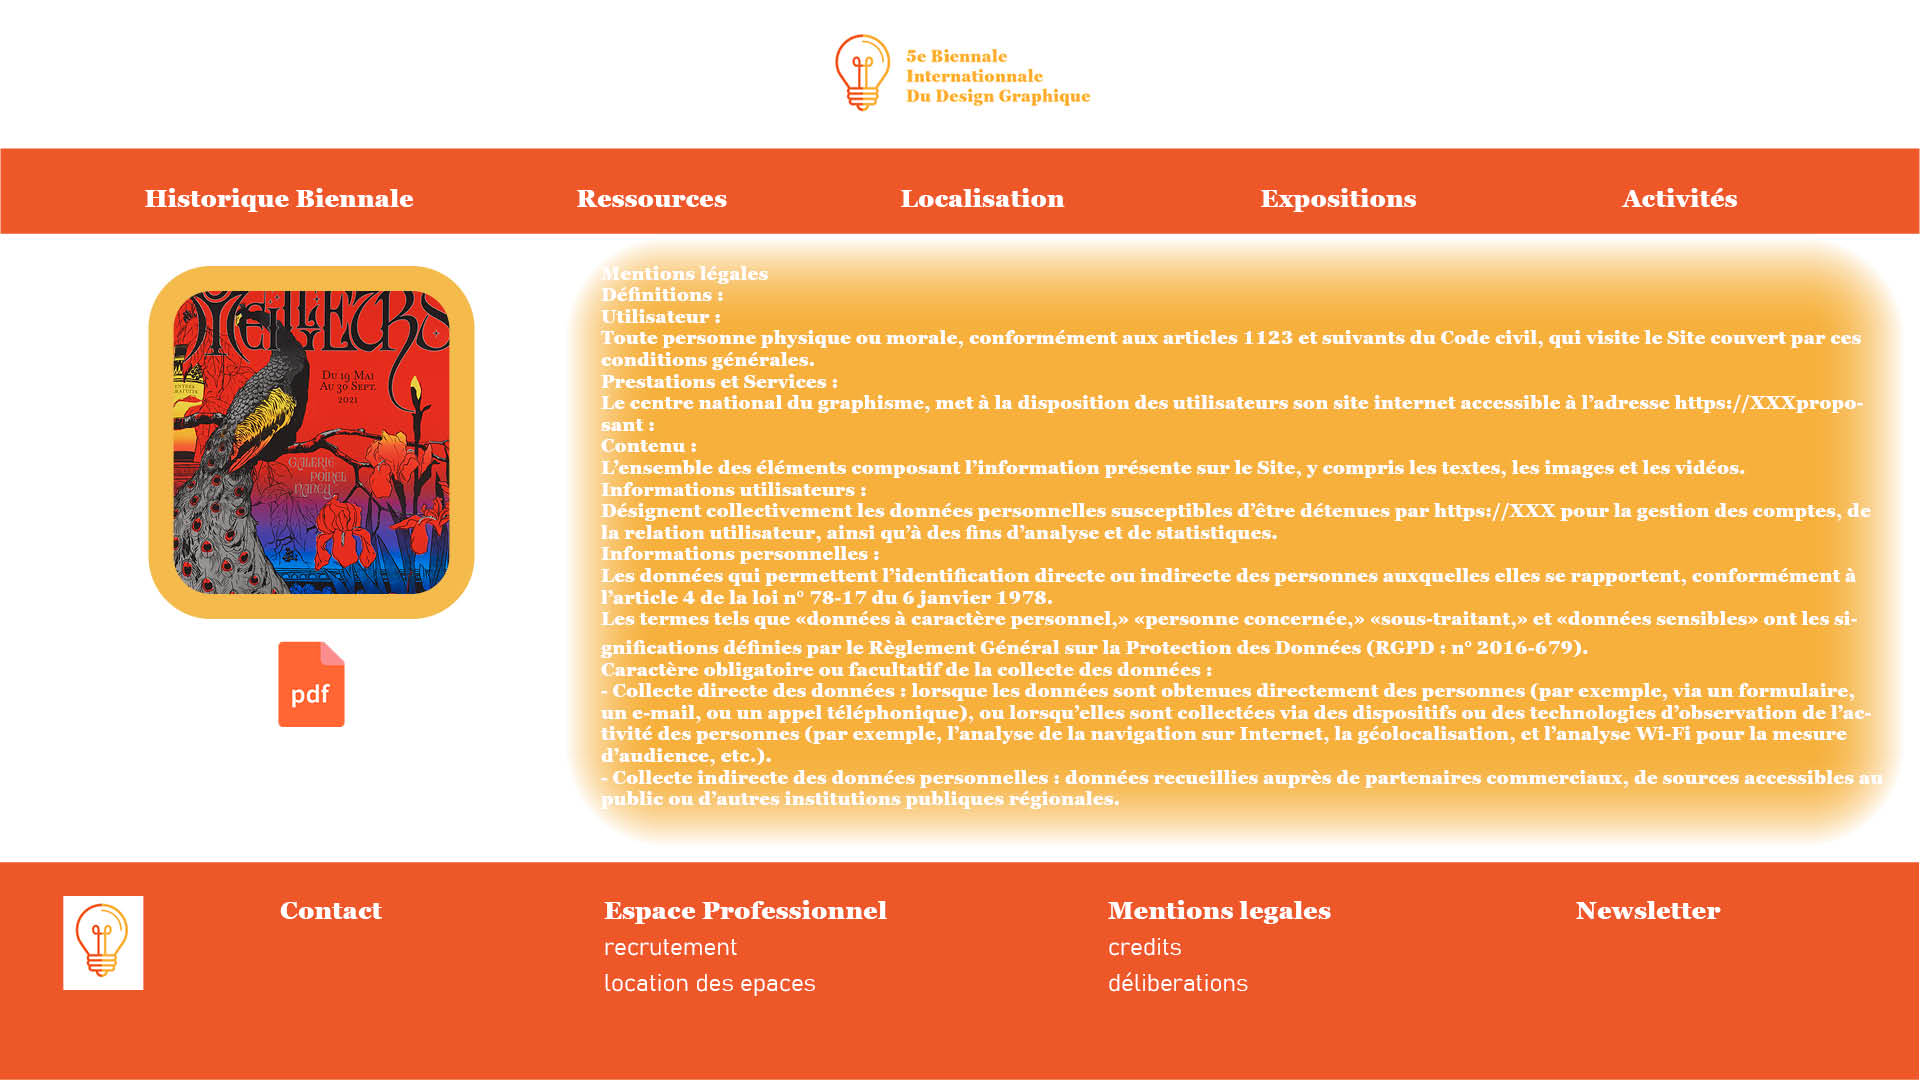 5e Biennale
Internationnale
Du Design Graphique
Historique Biennale
Ressources
Localisation
Expositions
Activités
MEILLEURS
DU 19 MAI
AU 30 SEPT.
2021
GALERIE
POIREL
NANCY
pdf
Mentions légales
Définitions :
Utilisateur :
Toute personne physique ou morale, conformément aux articles 1123 et suivants du Code civil, qui visite le Site couvert par ces
conditions générales.
Prestations et Services :
Le centre national du graphisme, met à la disposition des utilisateurs son site internet accessible à l’adresse https://XXXpropo-
sant :
Contenu :
L’ensemble des éléments composant l’information présente sur le Site, y compris les textes, les images et les vidéos.
Informations utilisateurs :
Désignent collectivement les données personnelles susceptibles d’être détenues par https://XXX pour la gestion des comptes, de
la relation utilisateur, ainsi qu’à des fins d’analyse et de statistiques.
Informations personnelles :
Les données qui permettent l’identification directe ou indirecte des personnes auxquelles elles se rapportent, conformément à
l’article 4 de la loi n° 78-17 du 6 janvier 1978.
Les termes tels que «données à caractère personnel,» «personne concernée,» «sous-traitant,» et «données sensibles» ont les si-
gnifications définies par le Règlement Général sur la Protection des Données (RGPD : n° 2016-679).
Caractère obligatoire ou facultatif de la collecte des données :
- Collecte directe des données : lorsque les données sont obtenues directement des personnes (par exemple, via un formulaire,
un e-mail, ou un appel téléphonique), ou lorsqu’elles sont collectées via des dispositifs ou des technologies d’observation de l’ac-
tivité des personnes (par exemple, l’analyse de la navigation sur Internet, la géolocalisation, et l’analyse Wi-Fi pour la mesure
d’audience, etc.).
- Collecte indirecte des données personnelles : données recueillies auprès de partenaires commerciaux, de sources accessibles au
public ou d’autres institutions publiques régionales.
Contact
Espace Professionnel
recrutement
location des epaces
Mentions legales
credits
déliberations
Newsletter